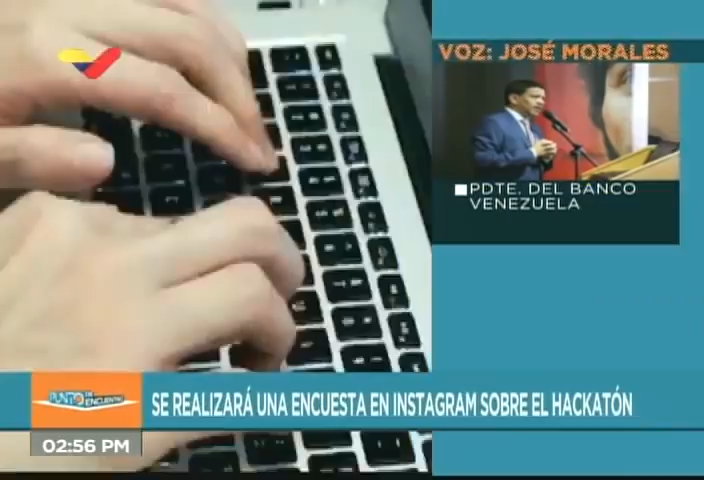 VOZ: JOSÉ MORALES
PDTE. DEL BANCO
VENEZUELA
PUNTO DE
ENCUENTRO
SE REALIZARÁ UNA ENCUESTA EN INSTAGRAM SOBRE EL HACKATÓN
02:56 PM